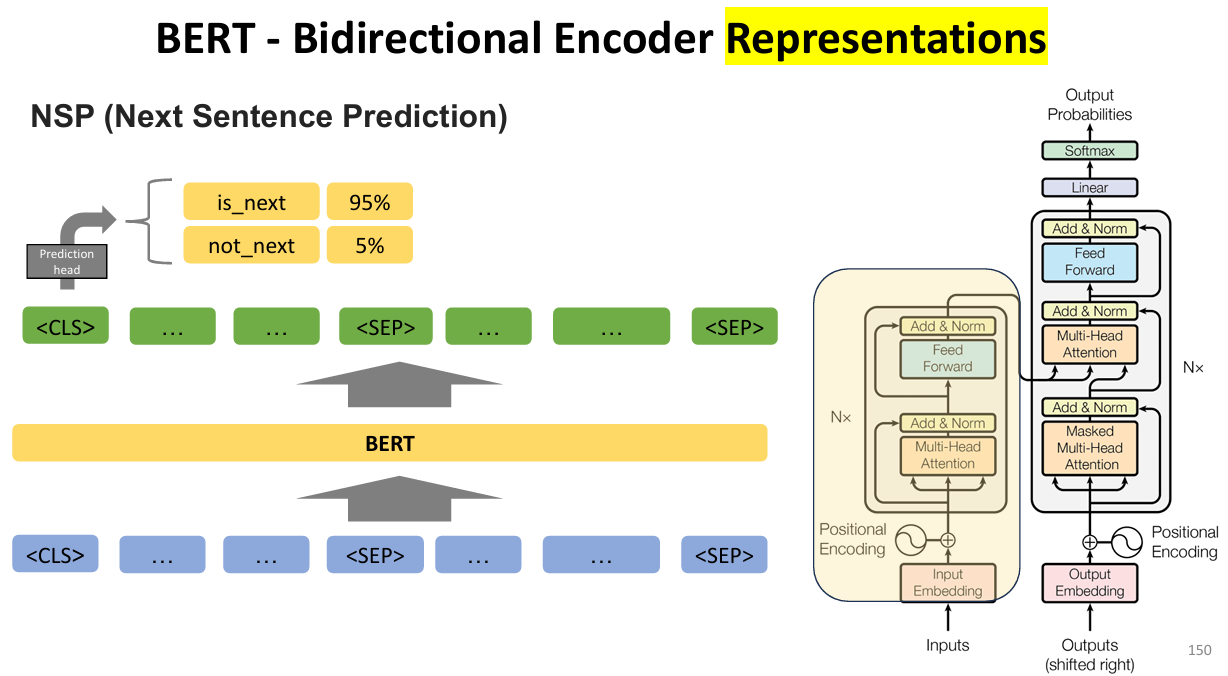 BERT - Bidirectional Encoder Representations
NSP (Next Sentence Prediction)
is_next 95%
not_next 5%
Prediction
head
<CLS> ... ... <SEP> ... ... <SEP>
BERT
<CLS> ... ... <SEP> ... ... <SEP>
Output
Probabilities
Softmax
Linear
Add & Norm
Feed
Forward
Add & Norm
Multi-Head
Attention
Nx
Add & Norm
Masked
Multi-Head
Attention
Positional
Encoding
Output
Embedding
Outputs
(shifted right)
Add & Norm
Feed
Forward
Nx
Add & Norm
Multi-Head
Attention
Positional
Encoding
Input
Embedding
Inputs
150